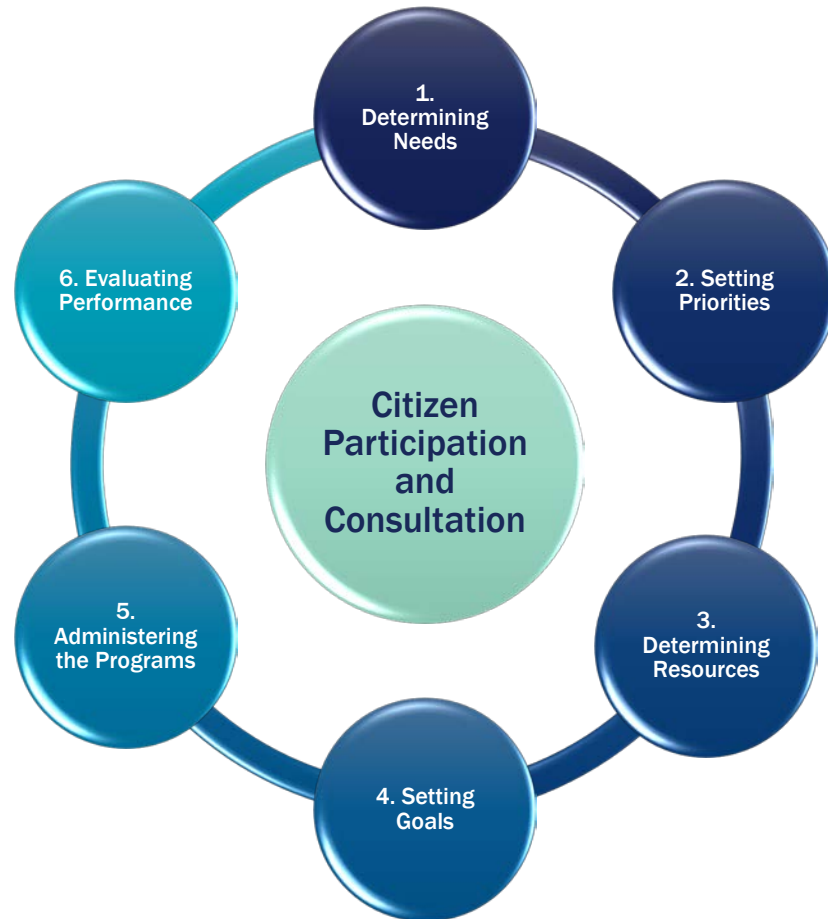 1.
Determining
Needs
2. Setting
Priorities
3.
Determining
Resources
4. Setting
Goals
5.
Administering
the Programs
6. Evaluating
Performance
Citizen
Participation
and
Consultation